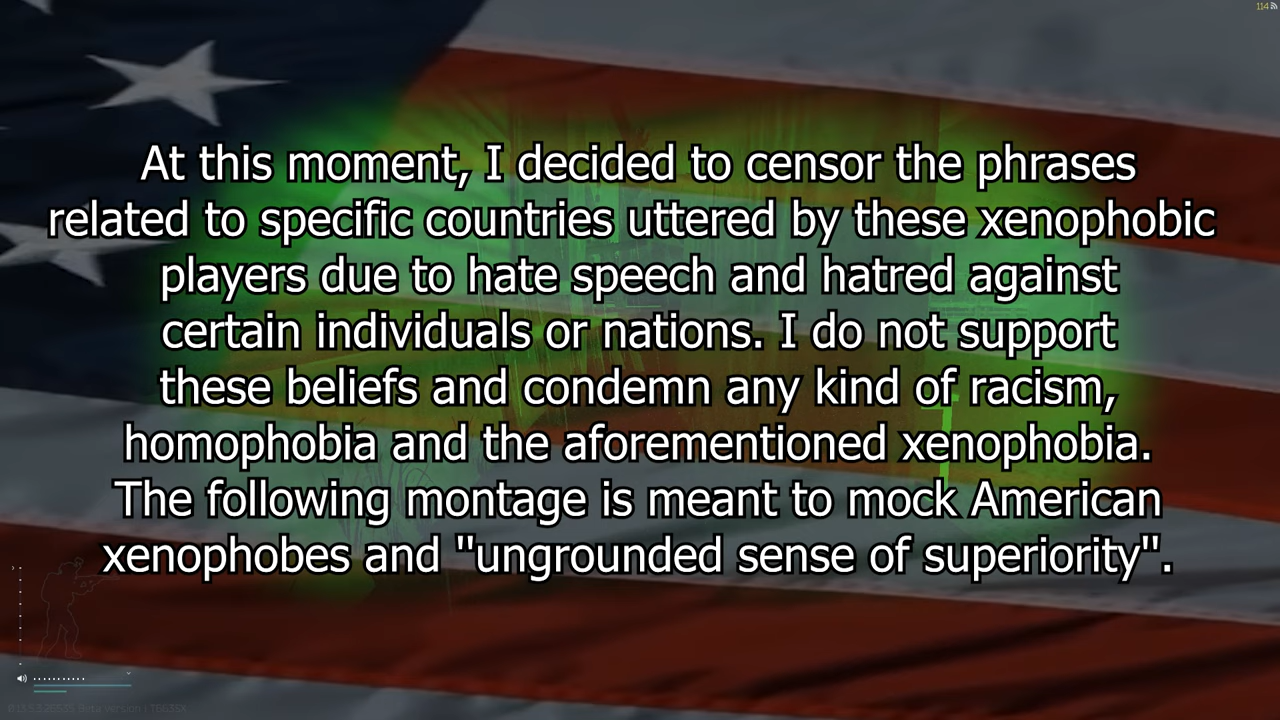 114
At this moment, I decided to censor the phrases
related to specific countries uttered by these xenophobic
players due to hate speech and hatred against
certain individuals or nations. I do not support
these beliefs and condemn any kind of racism,
homophobia and the aforementioned xenophobia.
The following montage is meant to mock American
xenophobes and "ungrounded sense of superiority".
Beta version